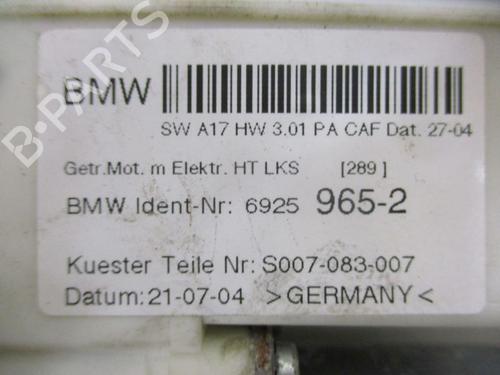 BMW
SW A17 HW 3.01 PA CAF Dat. 27-04
Getr.Mot. m Elektr. HT LKS [289 ]
BMW Ident-Nr: 6925 965-2
Kuester Teile Nr: S007-083-007
Datum: 21-07-04 >GERMANY<